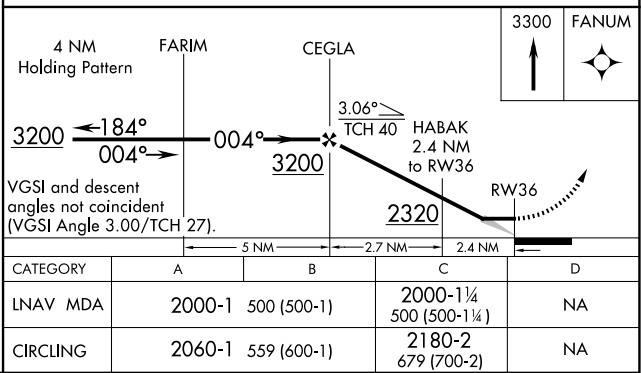 3300 FANUM
4 NM
Holding Pattern
FARIM
CEGLA
3200
184°
004°
004°
3200
3.06°
TCH 40
HABAK
2.4 NM
to RW36
2320
RW36
VGSI and descent
angles not coincident
(VGSI Angle 3.00/TCH 27).
5 NM 2.7 NM 2.4 NM
CATEGORY A B C D
LNAV MDA 2000-1 500 (500-1) 2000-1¼ 500 (500-1¼) NA
CIRCLING 2060-1 559 (600-1) 2180-2 679 (700-2) NA